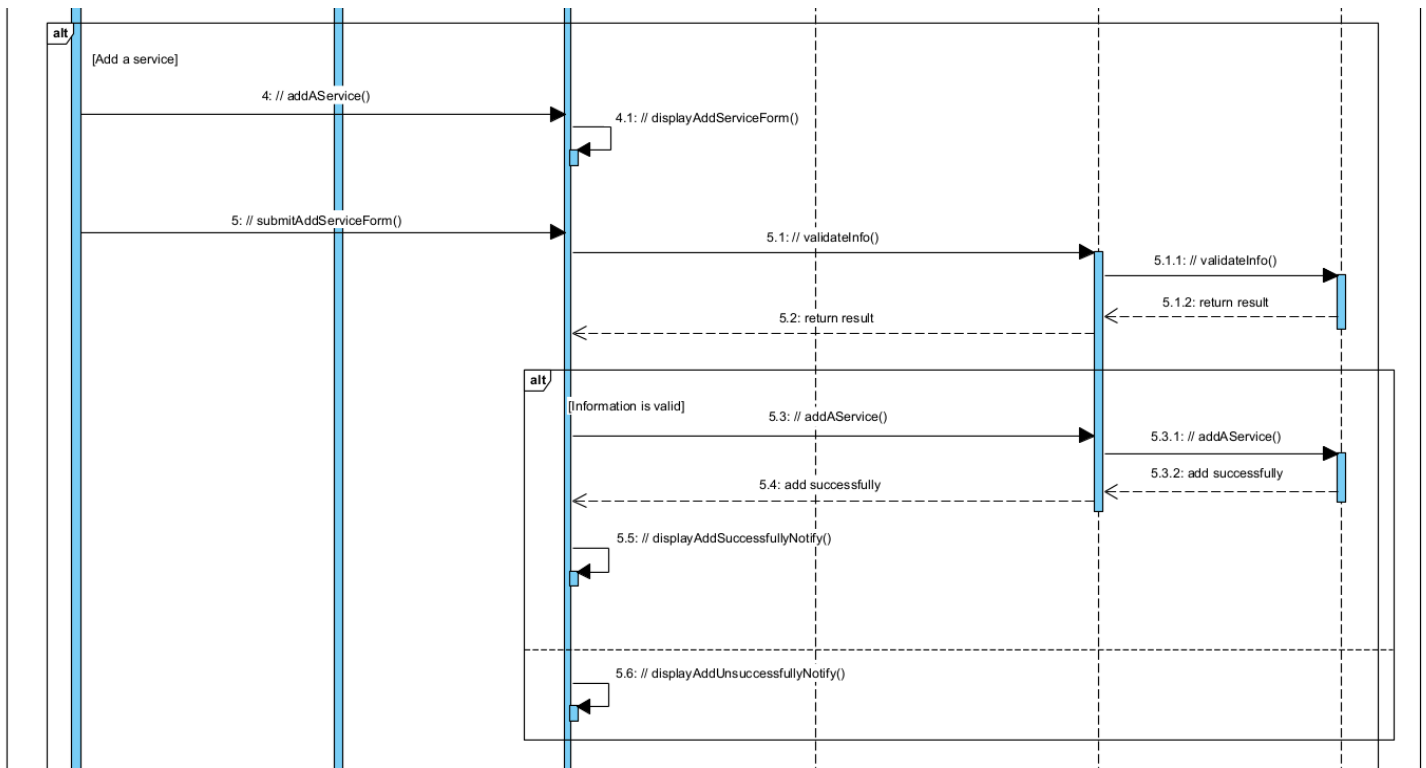 alt
[Add a service]
4: // addAService()
4.1: // displayAddServiceForm()
5: // submitAddServiceForm()
5.1: // validateInfo()
5.1.1: // validateInfo()
5.1.2: return result
5.2: return result
alt
[Information is valid]
5.3: // addAService()
5.3.1: // addAService()
5.3.2: add successfully
5.4: add successfully
5.5: // displayAddSuccessfullyNotify()
5.6: // displayAddUnsuccessfullyNotify()